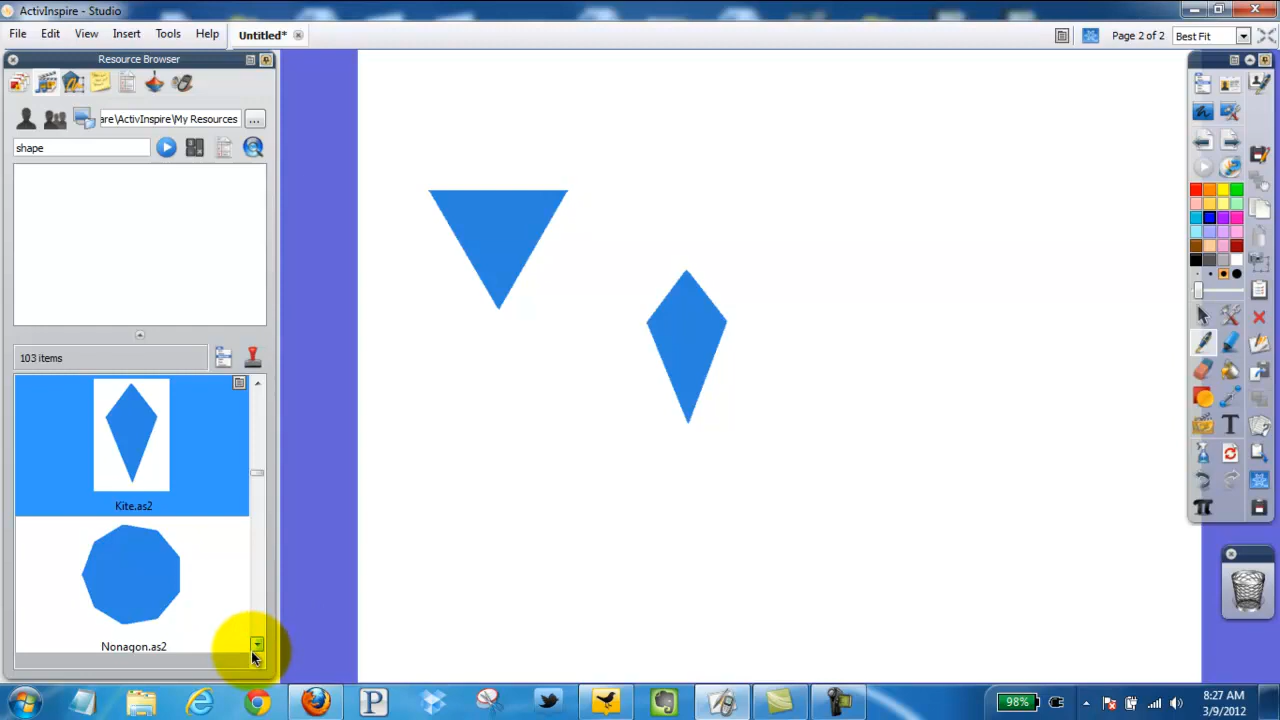 ActivInspire - Studio
File Edit View Insert Tools Help Untitled* Page 2 of 2 Best Fit
Resource Browser
are\ActivInspire\My Resources ...
shape
103 items
Kite.as2
Nonagon.as2
T
P
98% 8:27 AM
3/9/2012